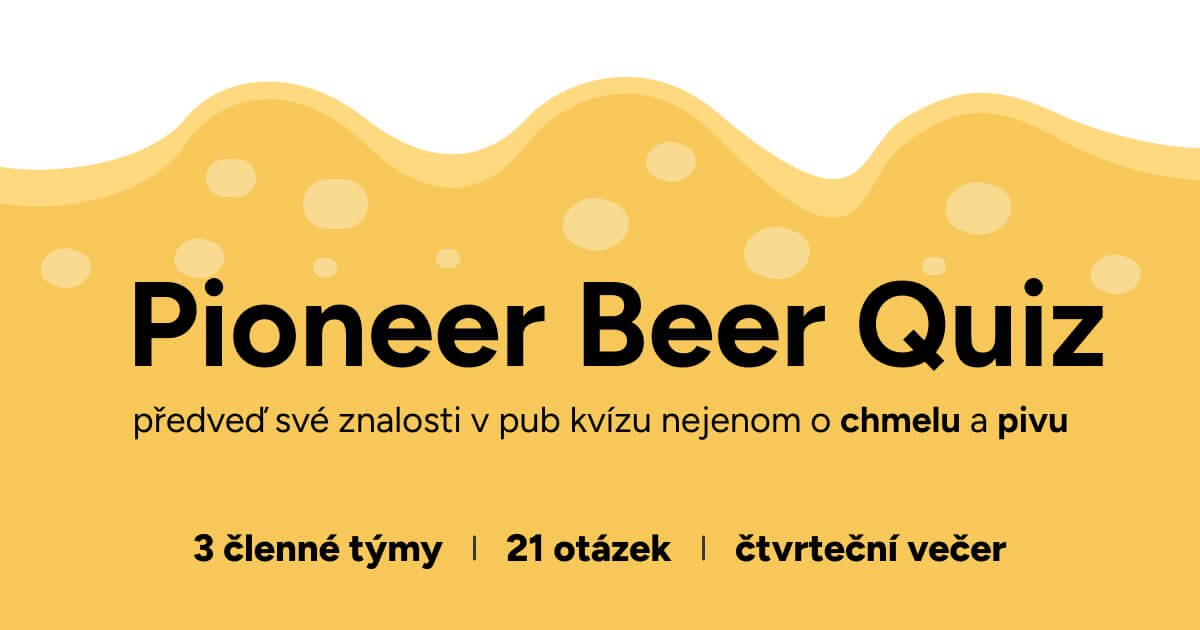 Pioneer Beer Quiz
předveď své znalosti v pub kvízu nejenom o chmelu a pivu
3 členné týmy | 21 otázek | čtvrteční večer